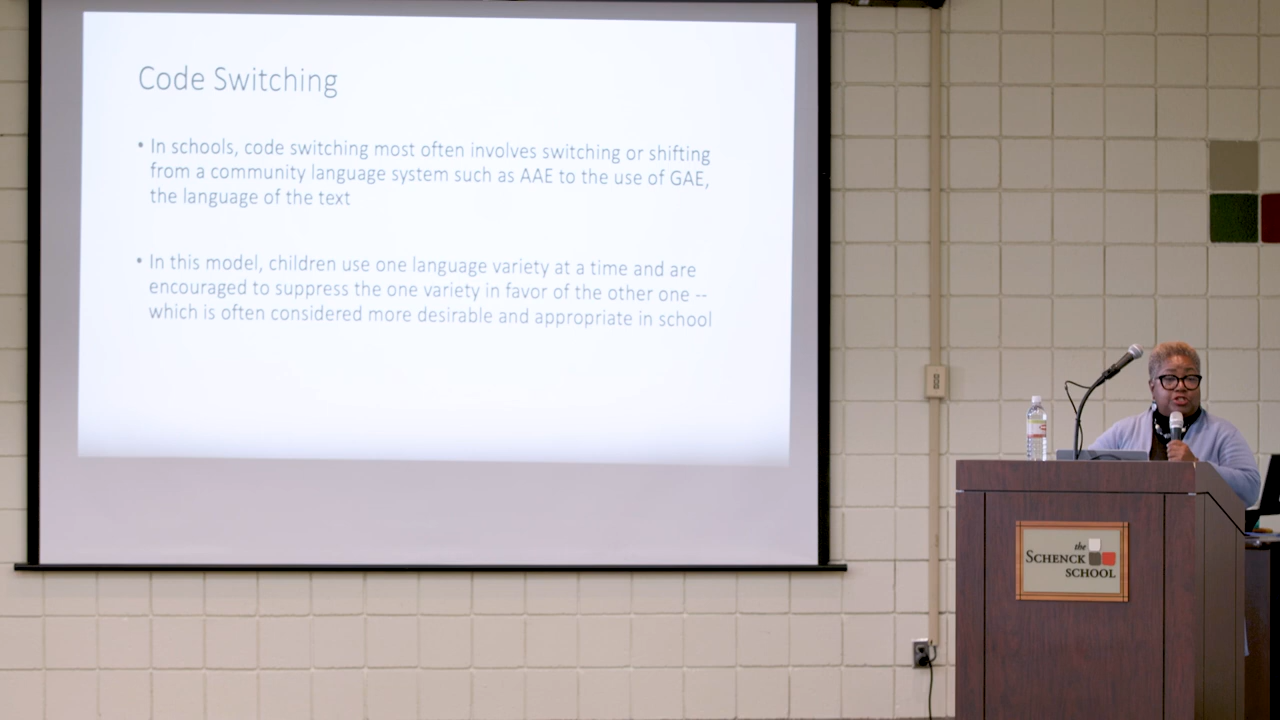 Code Switching
• In schools, code switching most often involves switching or shifting
from a community language system such as AAE to the use of GAE,
the language of the text
• In this model, children use one language variety at a time and are
encouraged to suppress the one variety in favor of the other one --
which is often considered more desirable and appropriate in school
the
SCHENCK
SCHOOL